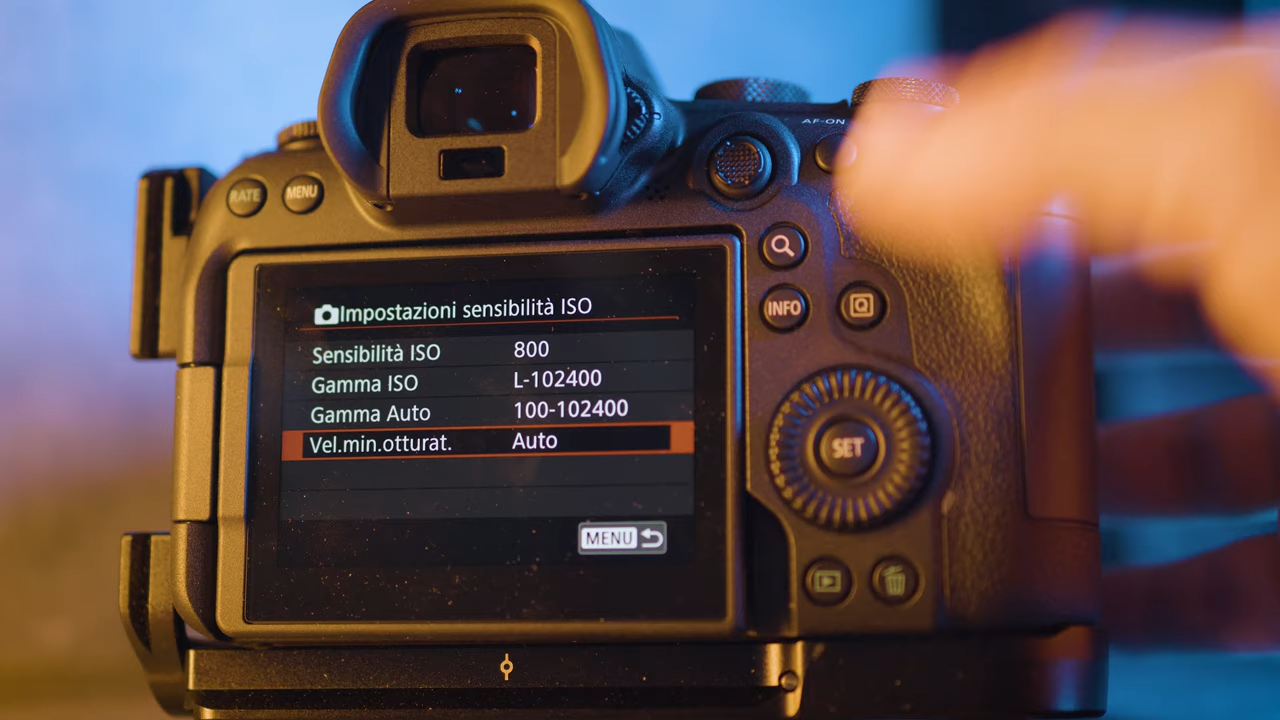 AF-ON
RATE
MENU
Impostazioni sensibilità ISO
Sensibilità ISO 800
Gamma ISO L-102400
Gamma Auto 100-102400
Vel.min.otturat. Auto
MENU
INFO
Q
SET